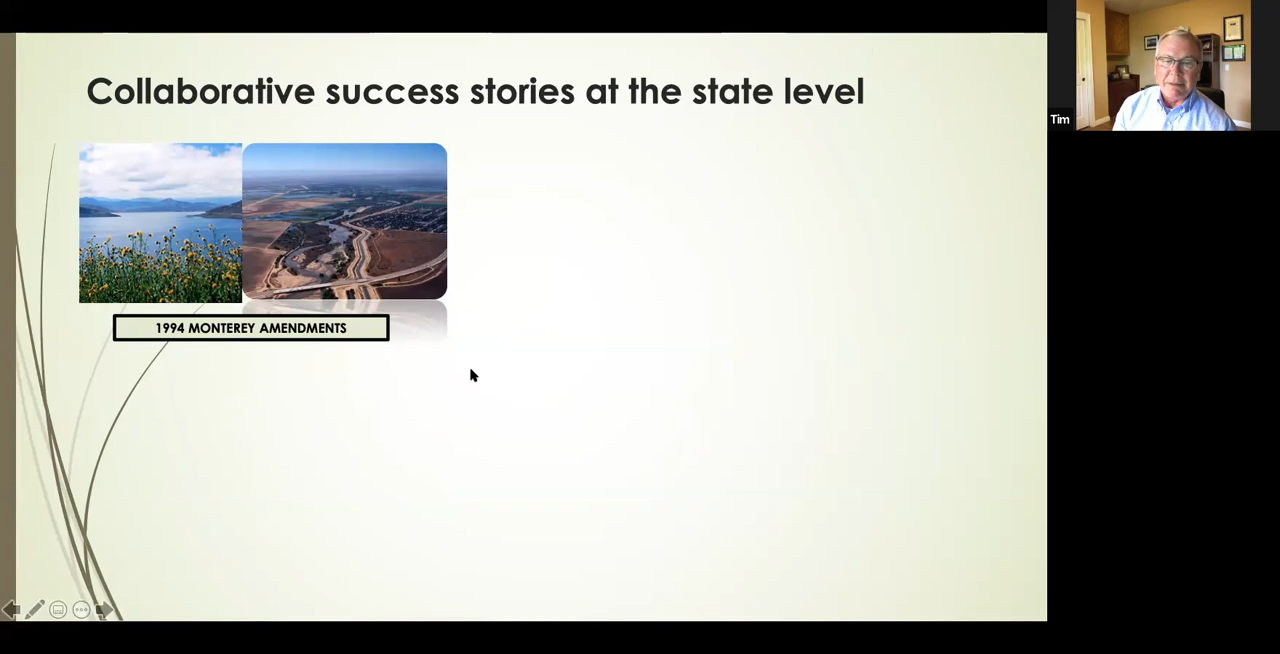 Collaborative success stories at the state level
1994 MONTEREY AMENDMENTS
Tim